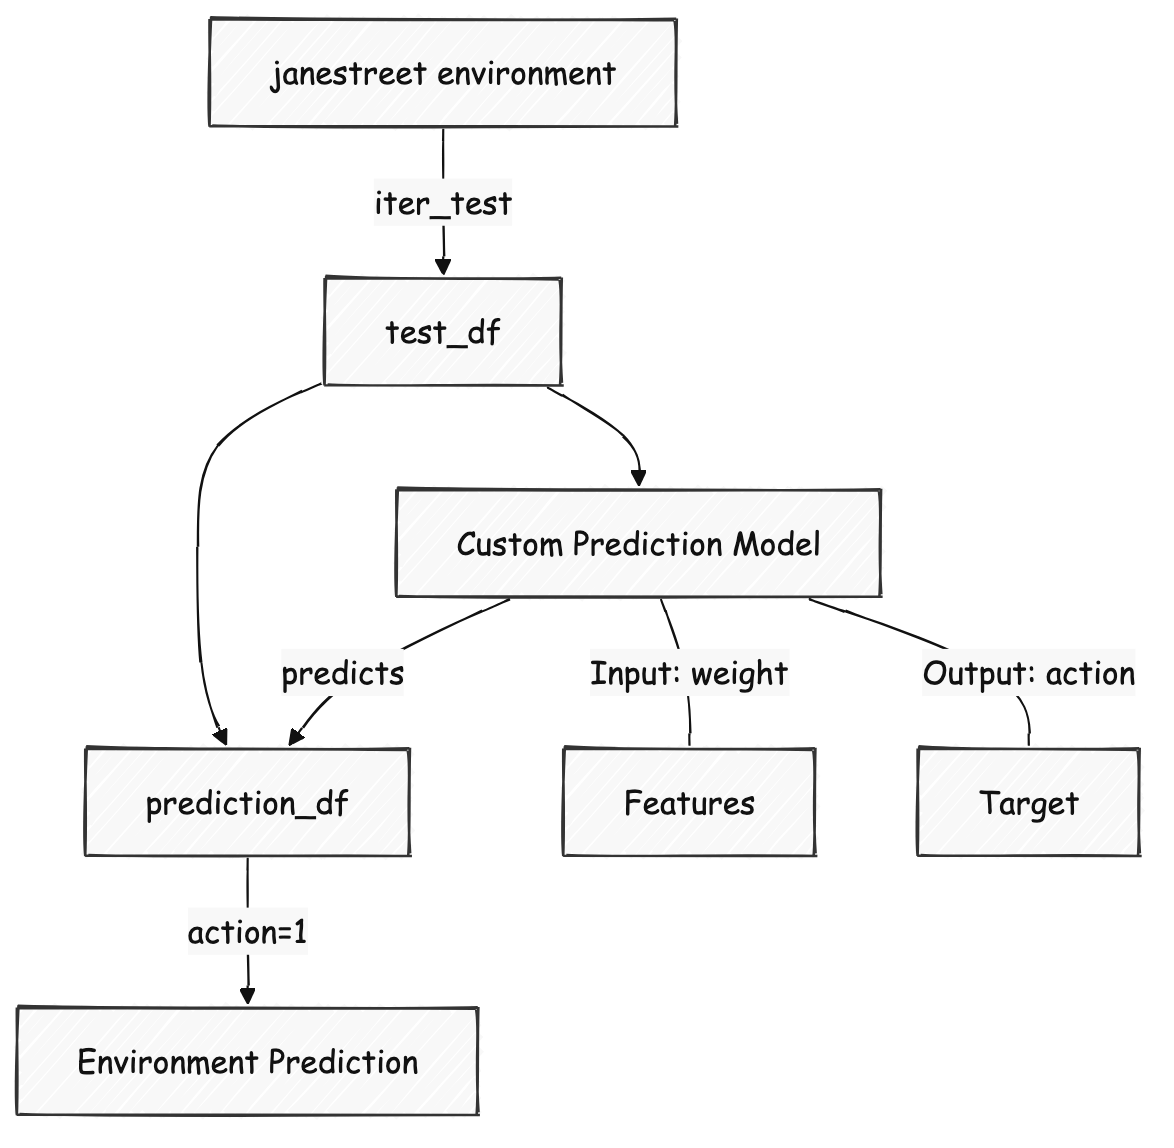 janestreet environment
iter_test
test_df
Custom Prediction Model
predicts
Input: weight
Output: action
prediction_df
Features
Target
action=1
Environment Prediction